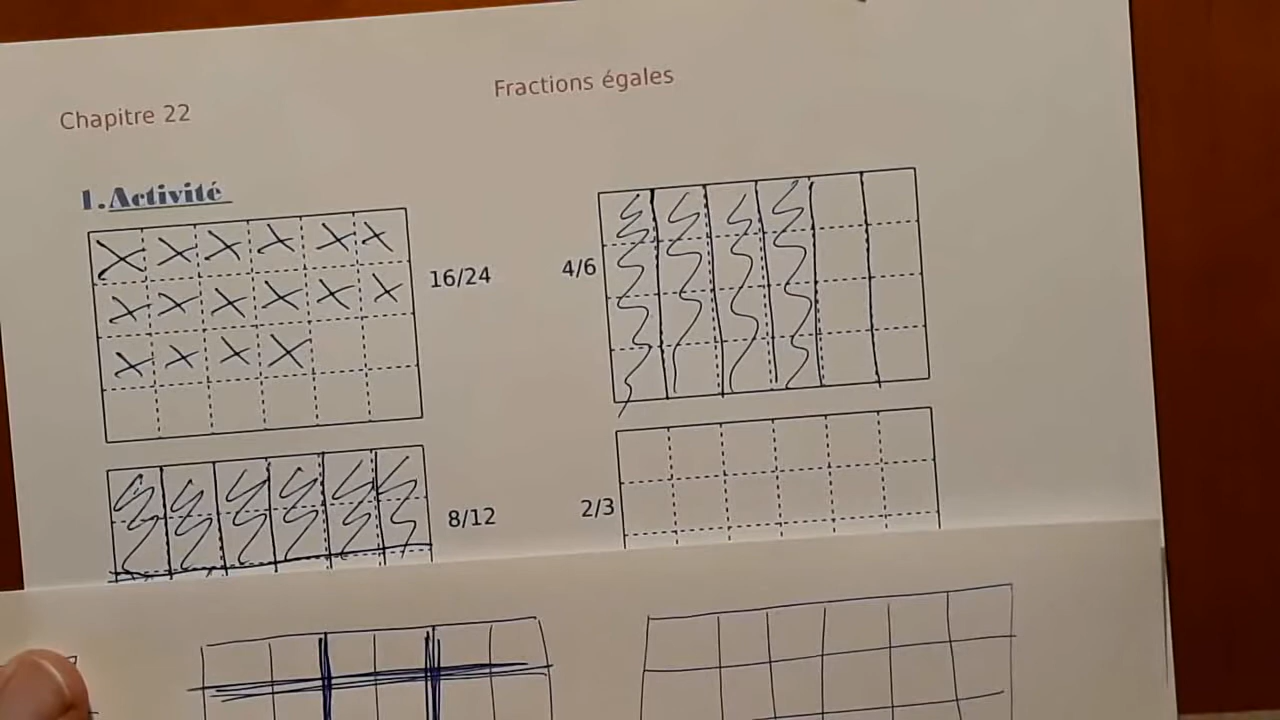 Chapitre 22
Fractions égales
1. Activité
16/24
4/6
8/12
2/3